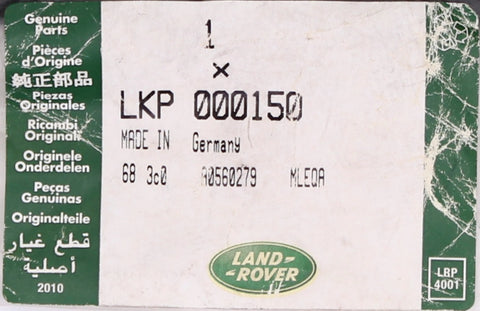 Genuine
Parts
Pièces
d'Origine
純正部品
Piezas
Originales
Ricambi
Originali
Originele
Onderdelen
Peças
Genuinas
Originalteile
قطع غيار
أصلية
2010
1
×
LKP 000150
MADE IN Germany
68 3c0 A0560279 MLEQA
LAND-
-ROVER
LRP
4001